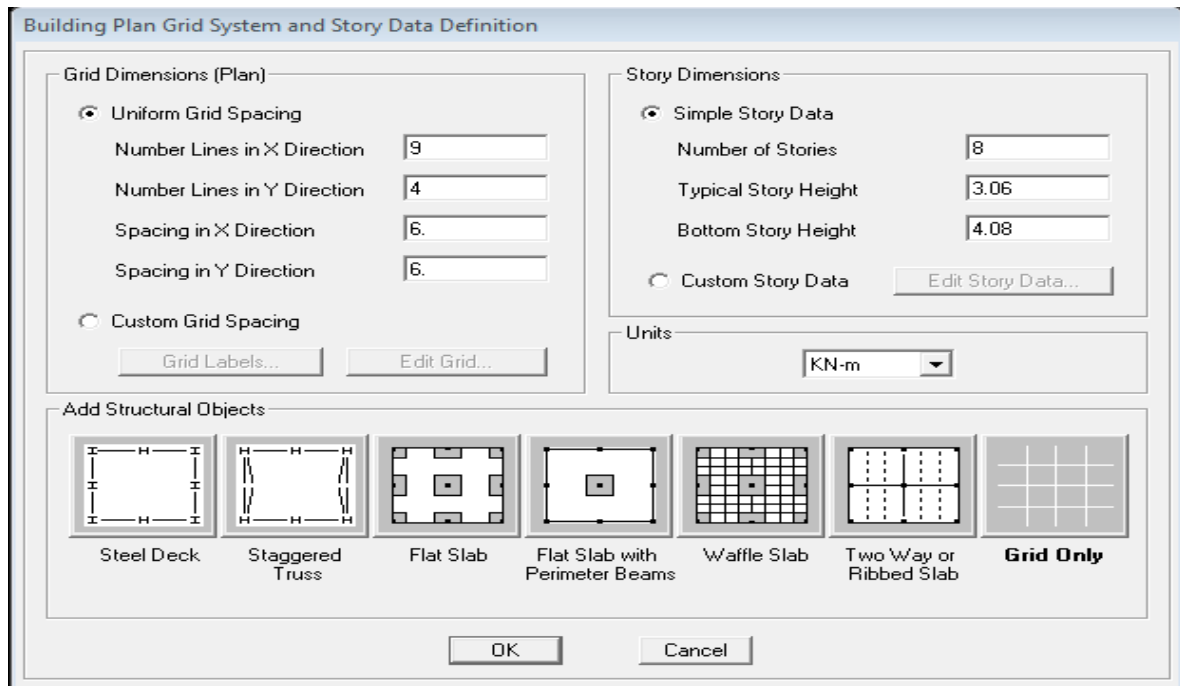 Building Plan Grid System and Story Data Definition
Grid Dimensions (Plan)
Uniform Grid Spacing
Number Lines in X Direction 9
Number Lines in Y Direction 4
Spacing in X Direction 6.
Spacing in Y Direction 6.
Custom Grid Spacing
Grid Labels... Edit Grid...
Story Dimensions
Simple Story Data
Number of Stories 8
Typical Story Height 3.06
Bottom Story Height 4.08
Custom Story Data Edit Story Data...
Units
KN-m
Add Structural Objects
Steel Deck
Staggered
Truss
Flat Slab
Flat Slab with
Perimeter Beams
Waffle Slab
Two Way or
Ribbed Slab
Grid Only
OK Cancel